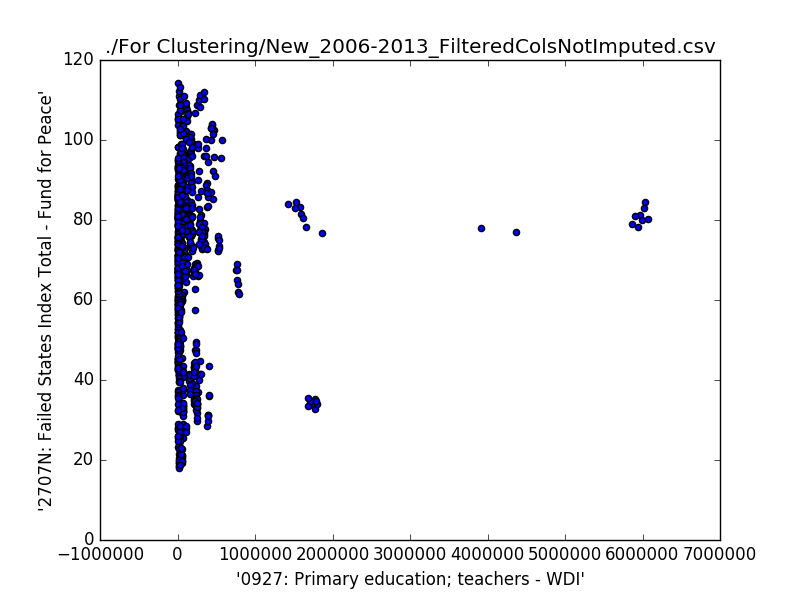 ./For Clustering/New_2006-2013_FilteredColsNotImputed.csv
120
100
80
60
40
20
0
'2707N: Failed States Index Total - Fund for Peace'
−1000000 0 1000000 2000000 3000000 4000000 5000000 6000000 7000000
'0927: Primary education; teachers - WDI'